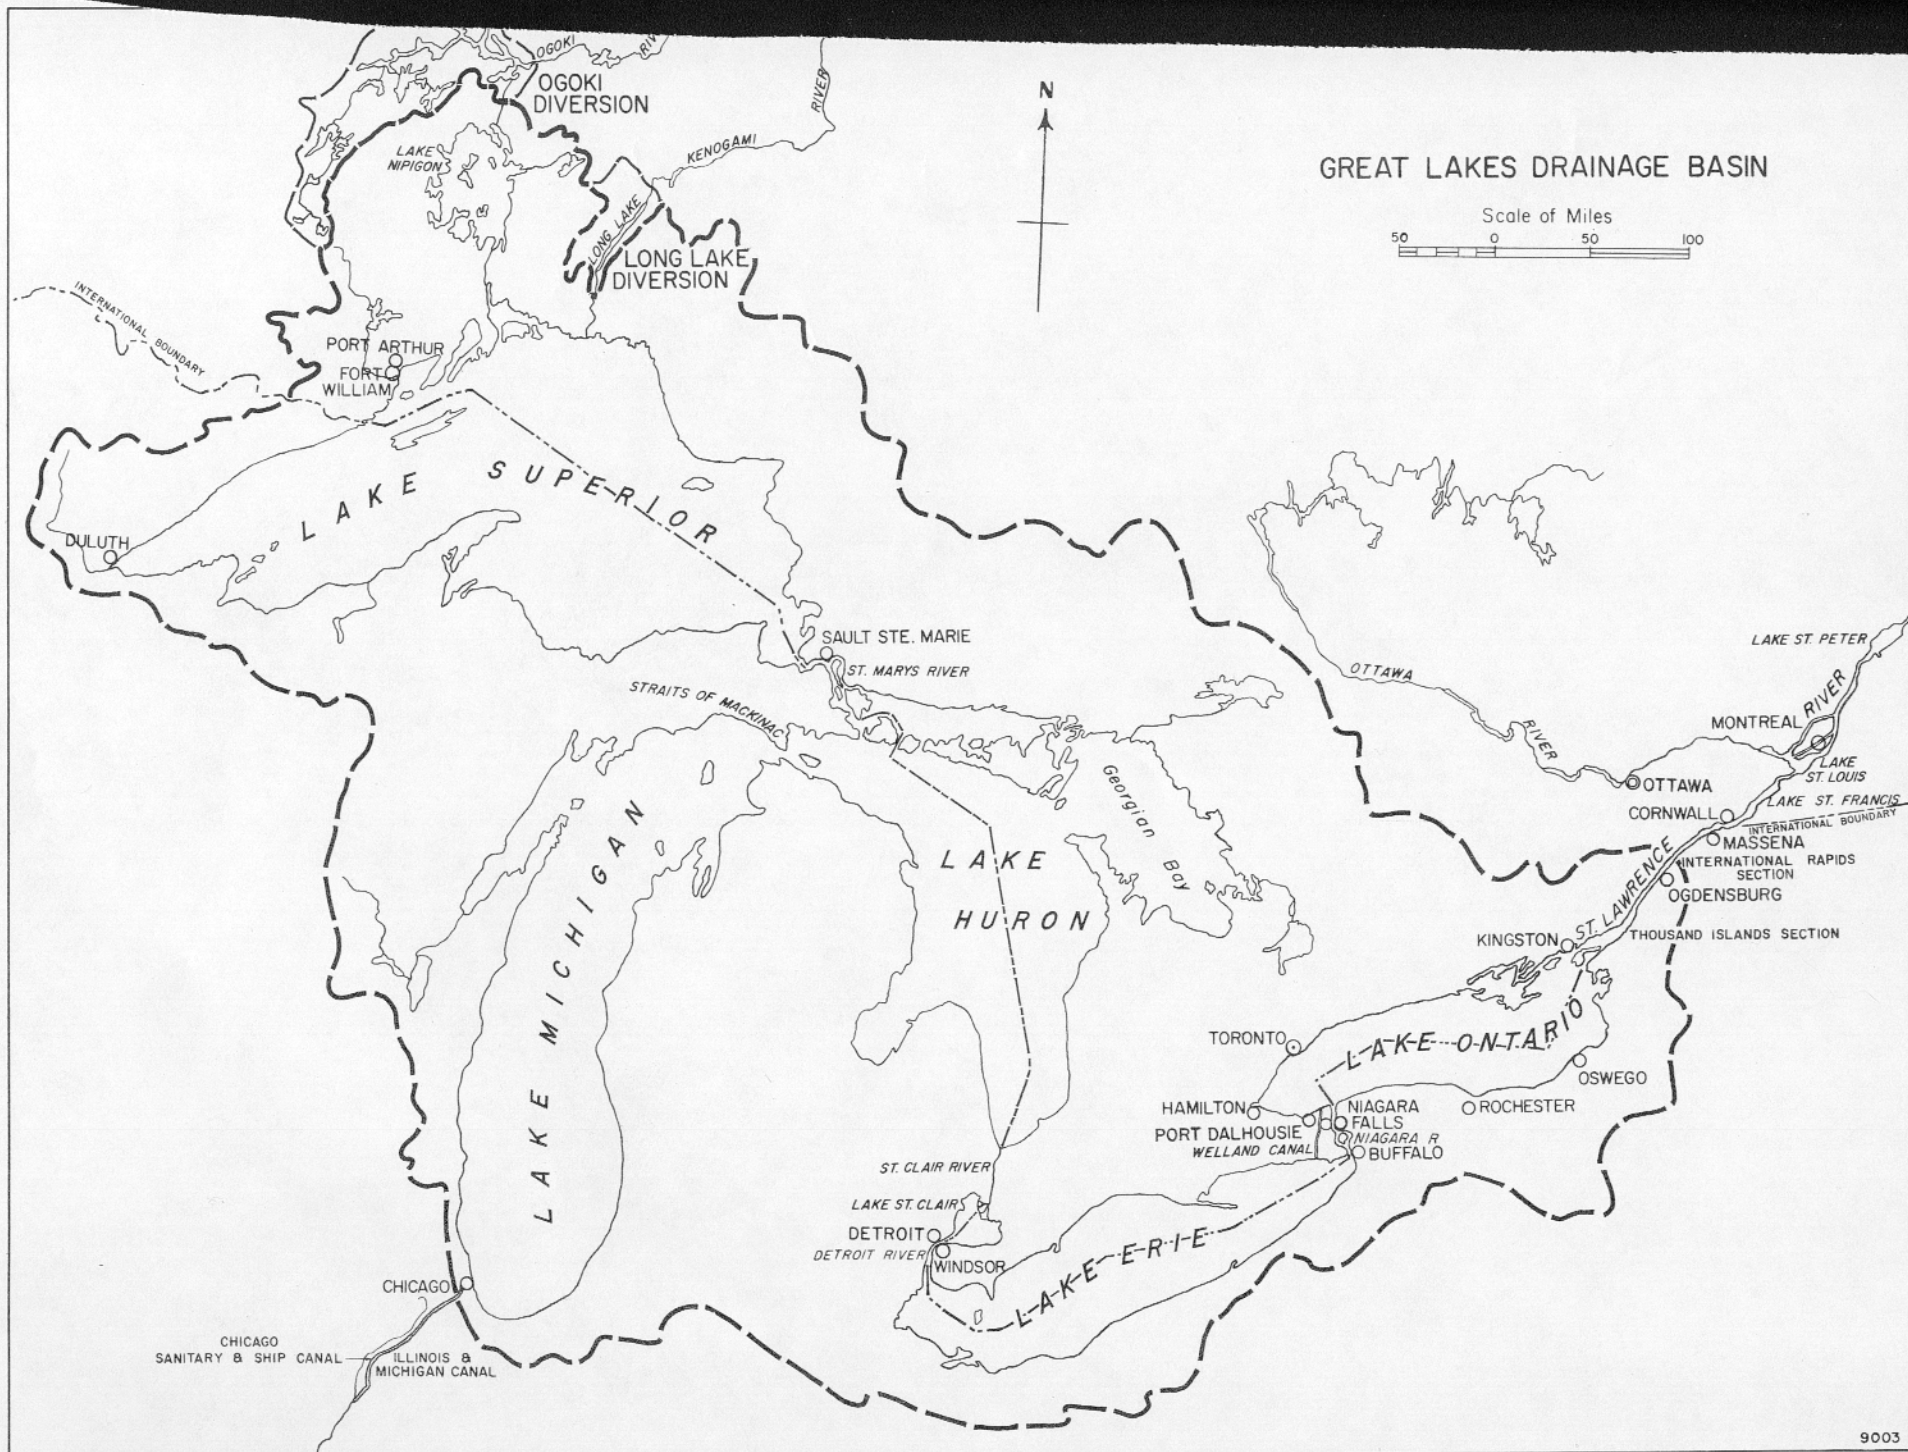 OGOKI
RIV
OGOKI
DIVERSION
RIVER
KENOGAMI
LAKE
NIPIGON
LONG LAKE
LONG LAKE
DIVERSION
N
GREAT LAKES DRAINAGE BASIN
Scale of Miles
50 0 50 100
INTERNATIONAL BOUNDARY
PORT ARTHUR
FORT
WILLIAM
LAKE SUPERIOR
DULUTH
SAULT STE. MARIE
ST. MARYS RIVER
STRAITS OF MACKINAC
LAKE MICHIGAN
LAKE
HURON
Georgian Bay
OTTAWA
RIVER
LAKE ST. PETER
RIVER
MONTREAL
LAKE
ST. LOUIS
OTTAWA
LAKE ST. FRANCIS
CORNWALL
INTERNATIONAL BOUNDARY
MASSENA
INTERNATIONAL RAPIDS
SECTION
OGDENSBURG
ST. LAWRENCE
KINGSTON
THOUSAND ISLANDS SECTION
LAKE ONTARIO
TORONTO
OSWEGO
HAMILTON
NIAGARA
FALLS
ROCHESTER
PORT DALHOUSIE
NIAGARA R
WELLAND CANAL
BUFFALO
ST. CLAIR RIVER
LAKE ST. CLAIR
DETROIT
DETROIT RIVER
WINDSOR
LAKE ERIE
CHICAGO
CHICAGO
SANITARY & SHIP CANAL
ILLINOIS &
MICHIGAN CANAL
9003